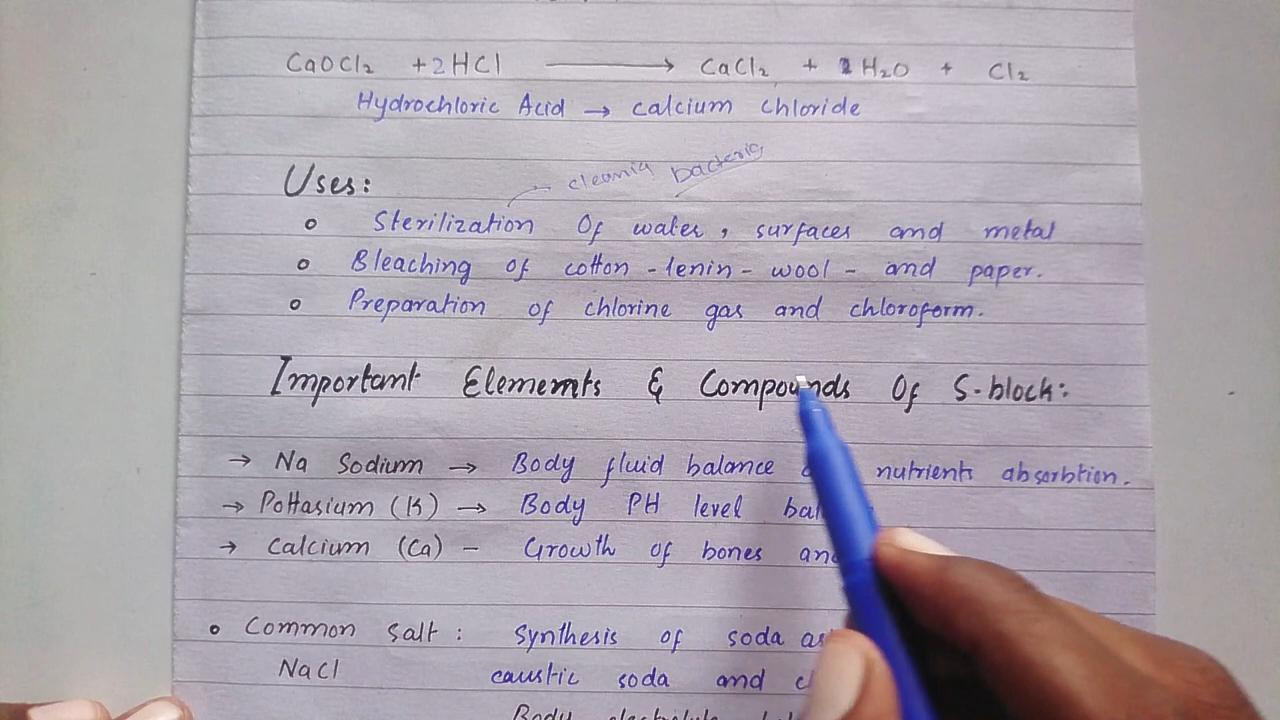 CaOCl₂ +2HCl → CaCl₂ + H₂O + Cl₂
Hydrochloric Acid → calcium chloride
bacteria
Uses:
Sterilization Of water, surfaces and metal
Bleaching of cotton - lenin - wool - and paper.
Preparation of chlorine gas and chloroform.
Important Elememts & Compounds Of S-block:
→ Na Sodium → Body fluid balance nutrients absorbtion.
→ Pottasium (K) → Body PH level
→ Calcium (Ca) - Growth of bones
Common salt : Synthesis of soda
NaCl caustic soda and
Body